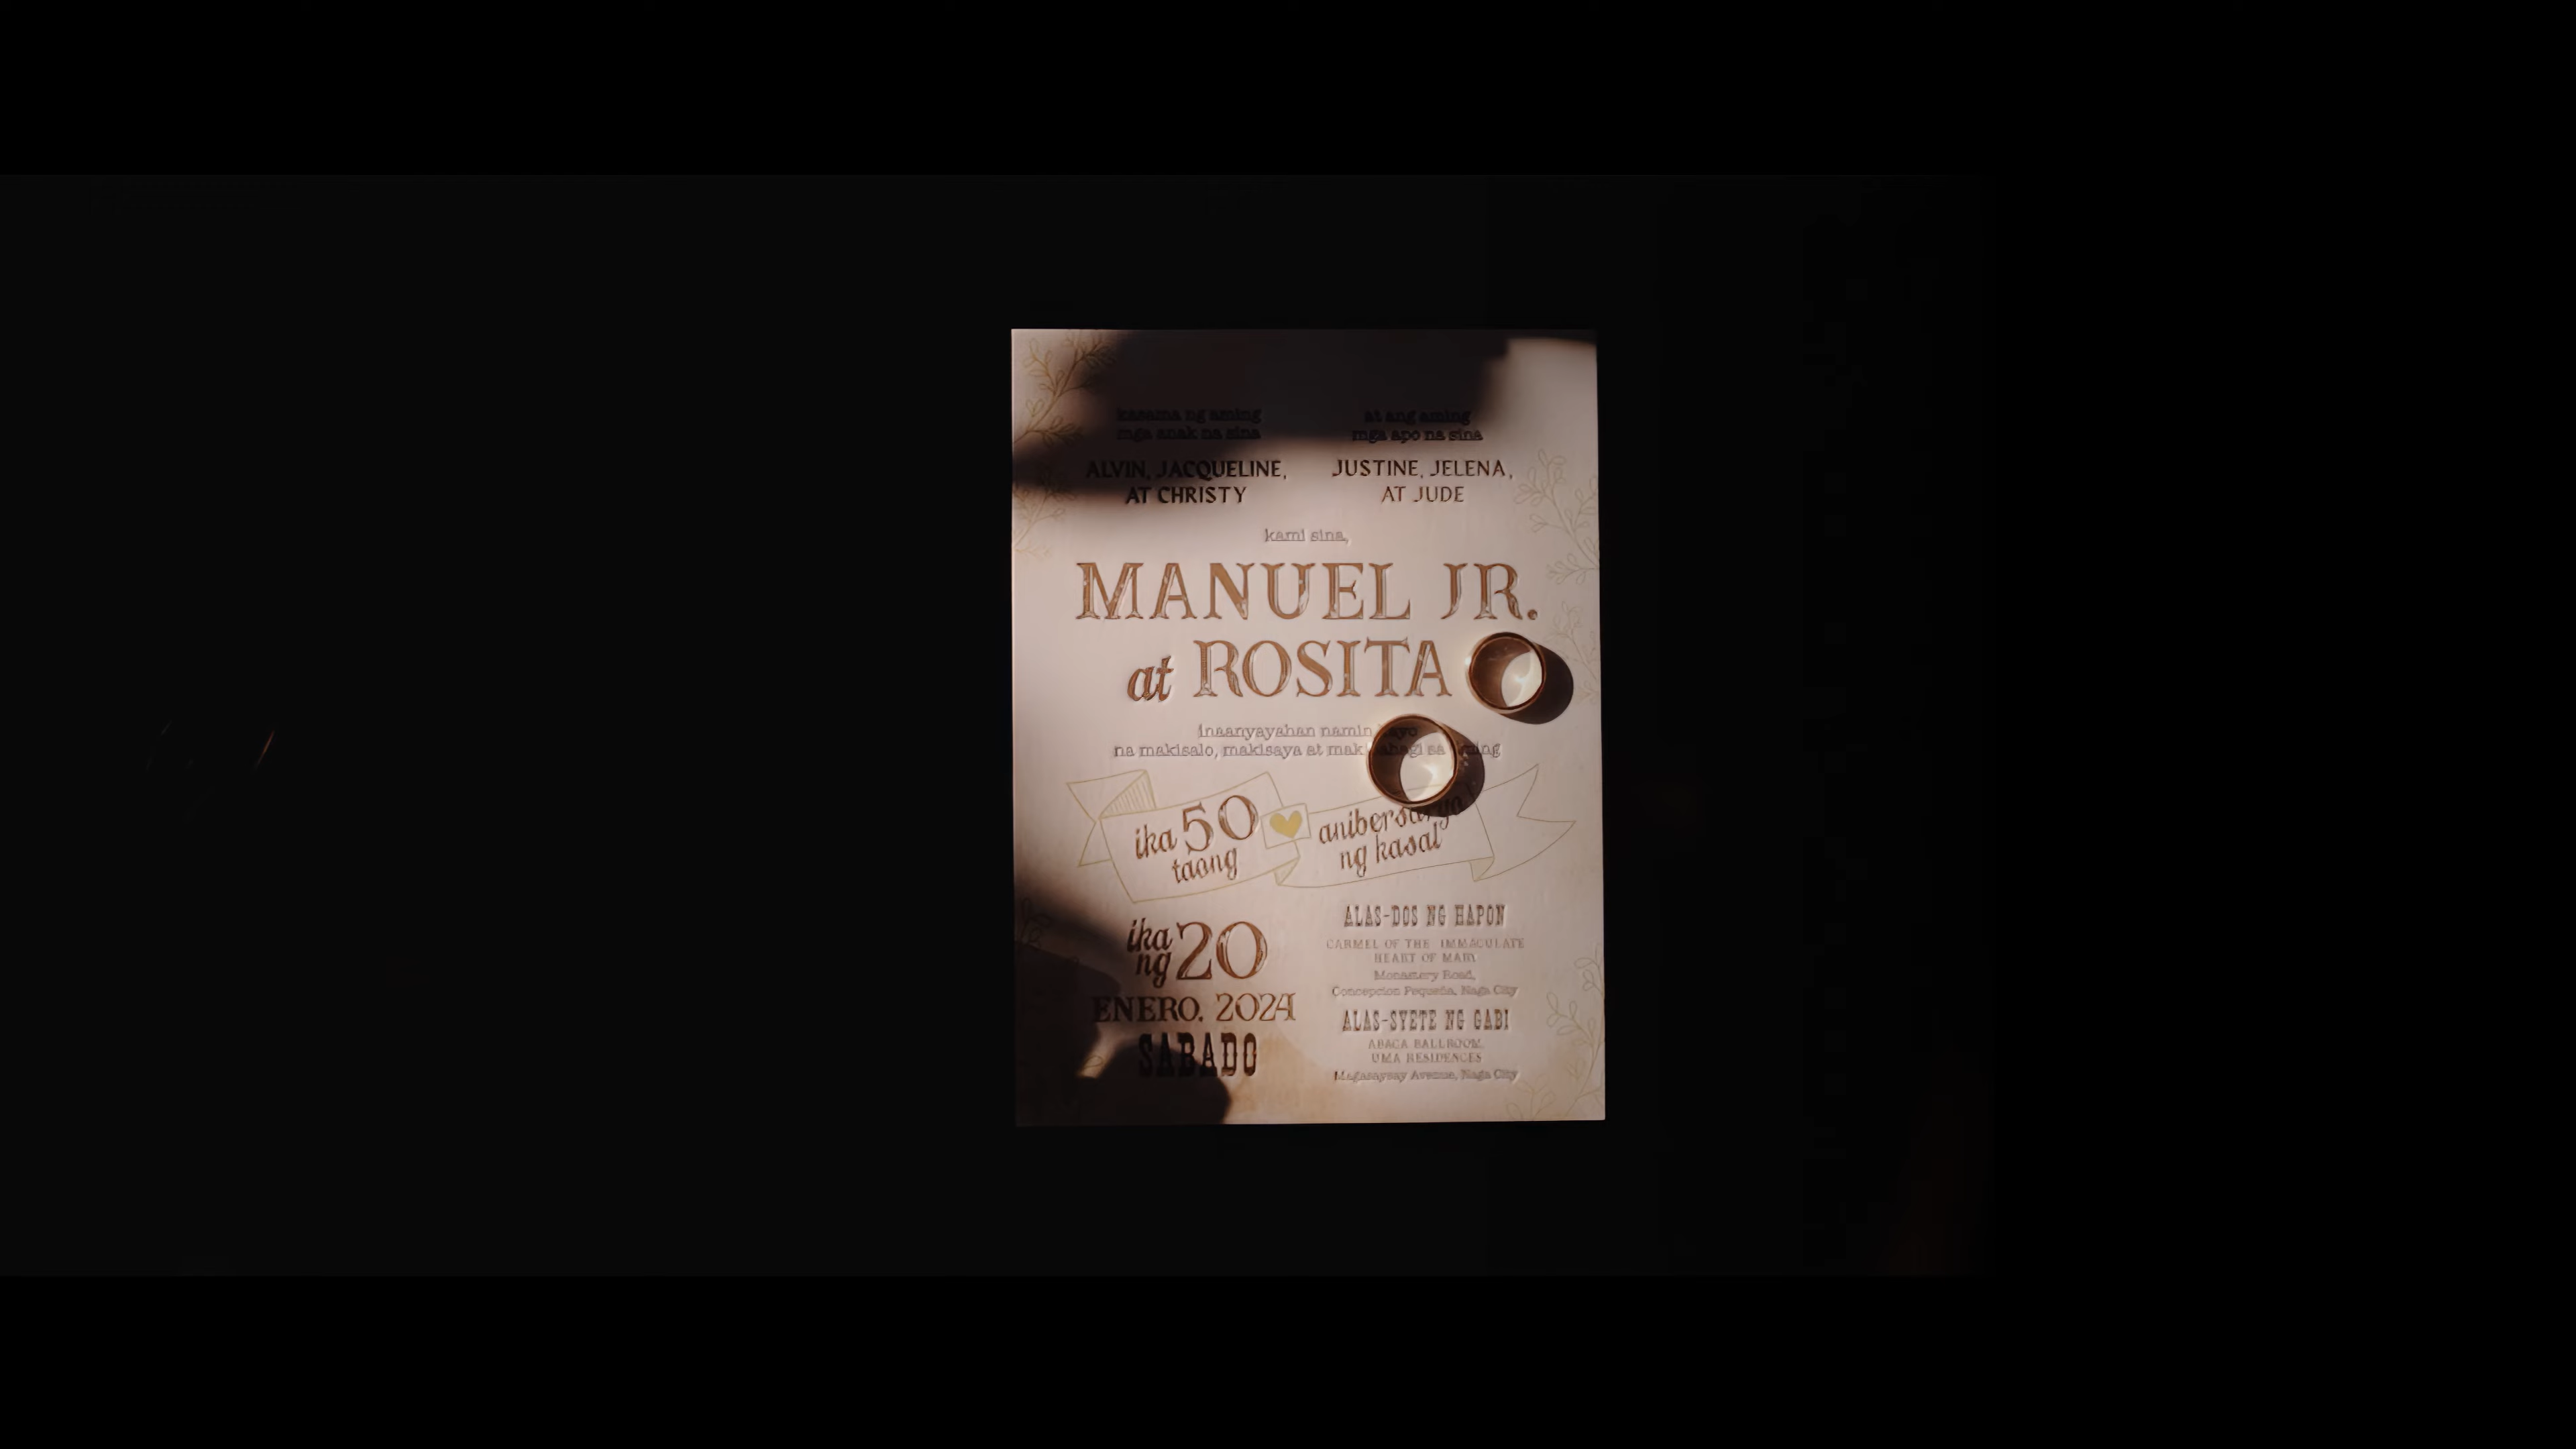 kasama ng aming
mga anak na sina
ALVIN, JACQUELINE,
AT CHRISTY
at ang aming
mga apo na sina
JUSTINE, JELENA,
AT JUDE
kami sina,
MANUEL JR.
at ROSITA
inaanyayahan namin
na makisalo, makisaya at sa
ika 50
taong
anibersaryo
ng kasal
ika
ng 20
ENERO, 2024
SABADO
ALAS-DOS NG HAPON
CARMEL OF THE IMMACULATE
HEART OF MARY
Monastery Road,
Concepcion Pequeña, Naga City
ALAS-SYETE NG GABI
ABACA BALLROOM,
UMA RESIDENCES
Magasaysay Avenue, Naga City